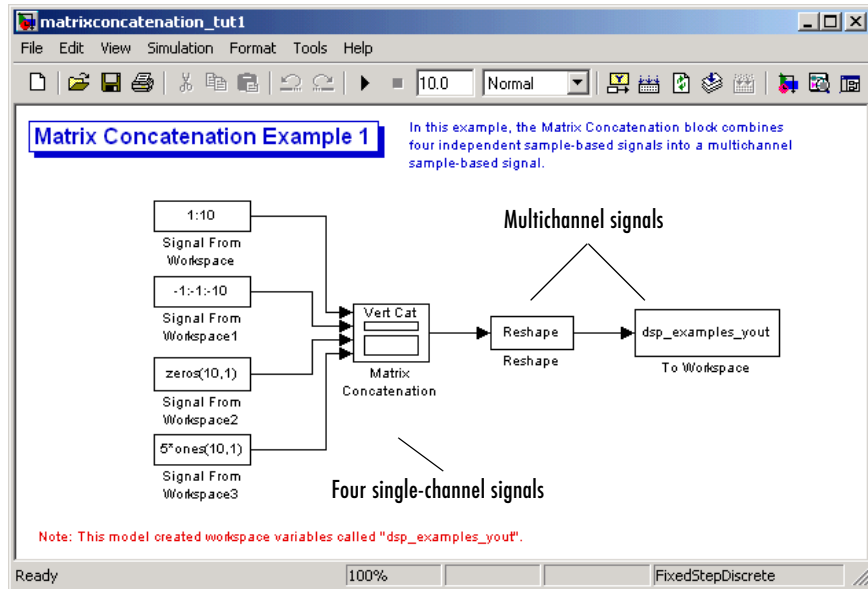 matrixconcatenation_tut1
File Edit View Simulation Format Tools Help
10.0 Normal
Matrix Concatenation Example 1
In this example, the Matrix Concatenation block combines
four independent sample-based signals into a multichannel
sample-based signal.
1:10
Signal From
Workspace
-1:-1:-10
Signal From
Workspace1
zeros(10,1)
Signal From
Workspace2
5*ones(10,1)
Signal From
Workspace3
Vert Cat
Matrix
Concatenation
Multichannel signals
Reshape
Reshape
dsp_examples_yout
To Workspace
Four single-channel signals
Note: This model created workspace variables called "dsp_examples_yout".
Ready 100% FixedStepDiscrete